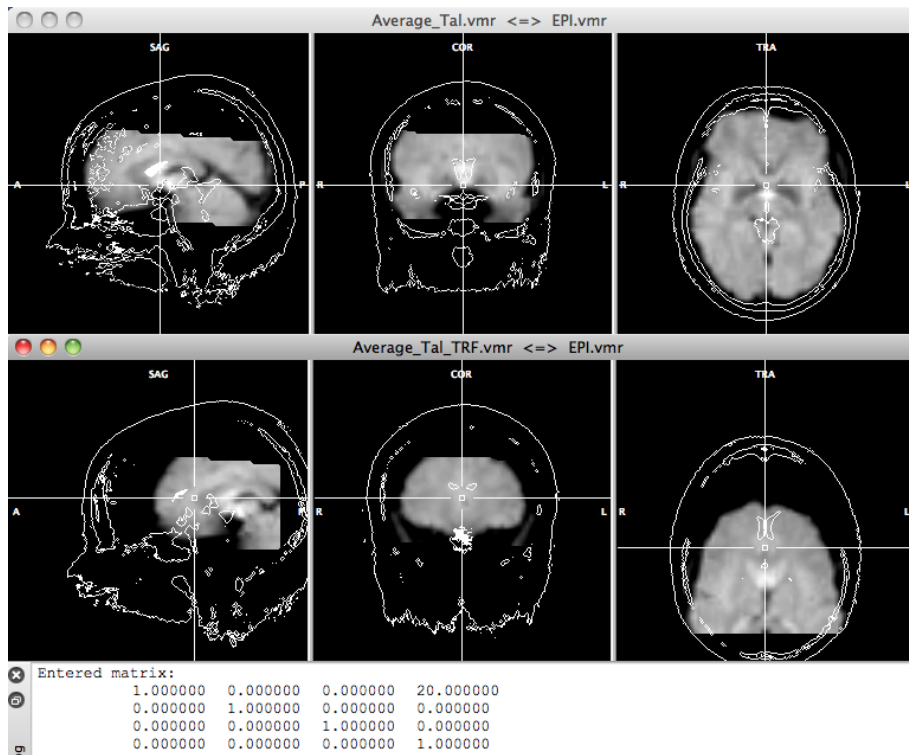 Average_Tal.vmr <=> EPI.vmr
SAG
COR
TRA
A
P
R
L
R
L
Average_Tal_TRF.vmr <=> EPI.vmr
SAG
COR
TRA
A
P
R
L
R
L
Entered matrix:
1.000000 0.000000 0.000000 20.000000
0.000000 1.000000 0.000000 0.000000
0.000000 0.000000 1.000000 0.000000
0.000000 0.000000 0.000000 1.000000